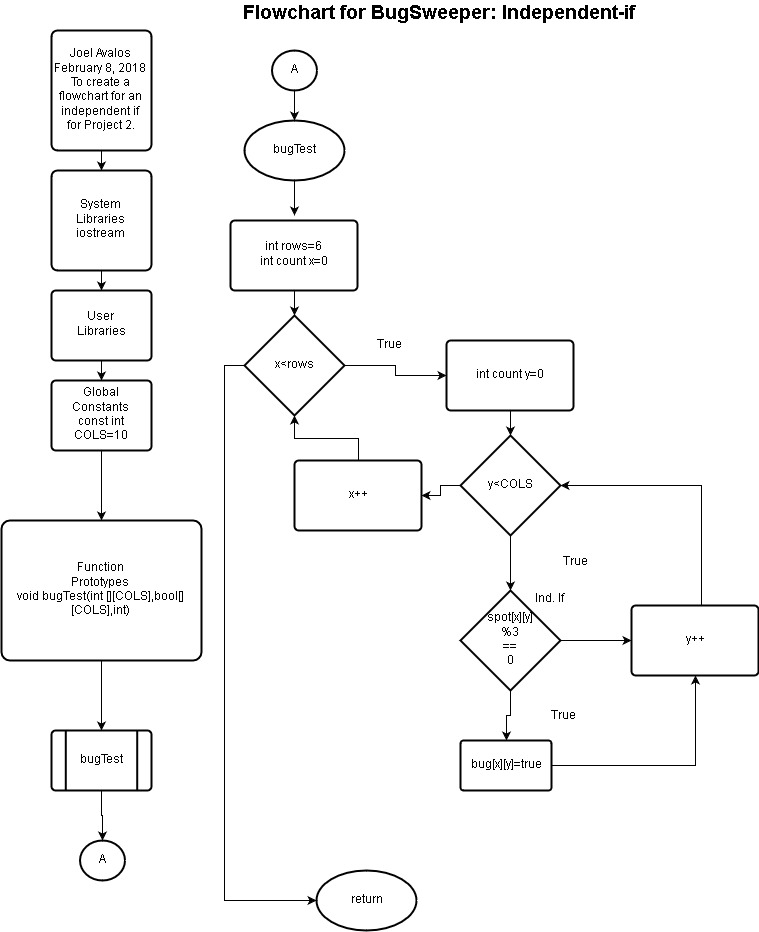 Flowchart for BugSweeper: Independent-if
Joel Avalos
February 8, 2018
To create a
flowchart for an
independent if
for Project 2.
System
Libraries
iostream
User
Libraries
Global
Constants
const int
COLS=10
Function
Prototypes
void bugTest(int [][COLS],bool[]
[COLS],int)
bugTest
A
A
bugTest
int rows=6
int count x=0
x<rows
True
int count y=0
y<COLS
x++
True
Ind. If
spot[x][y]
%3
==
0
y++
True
bug[x][y]=true
return